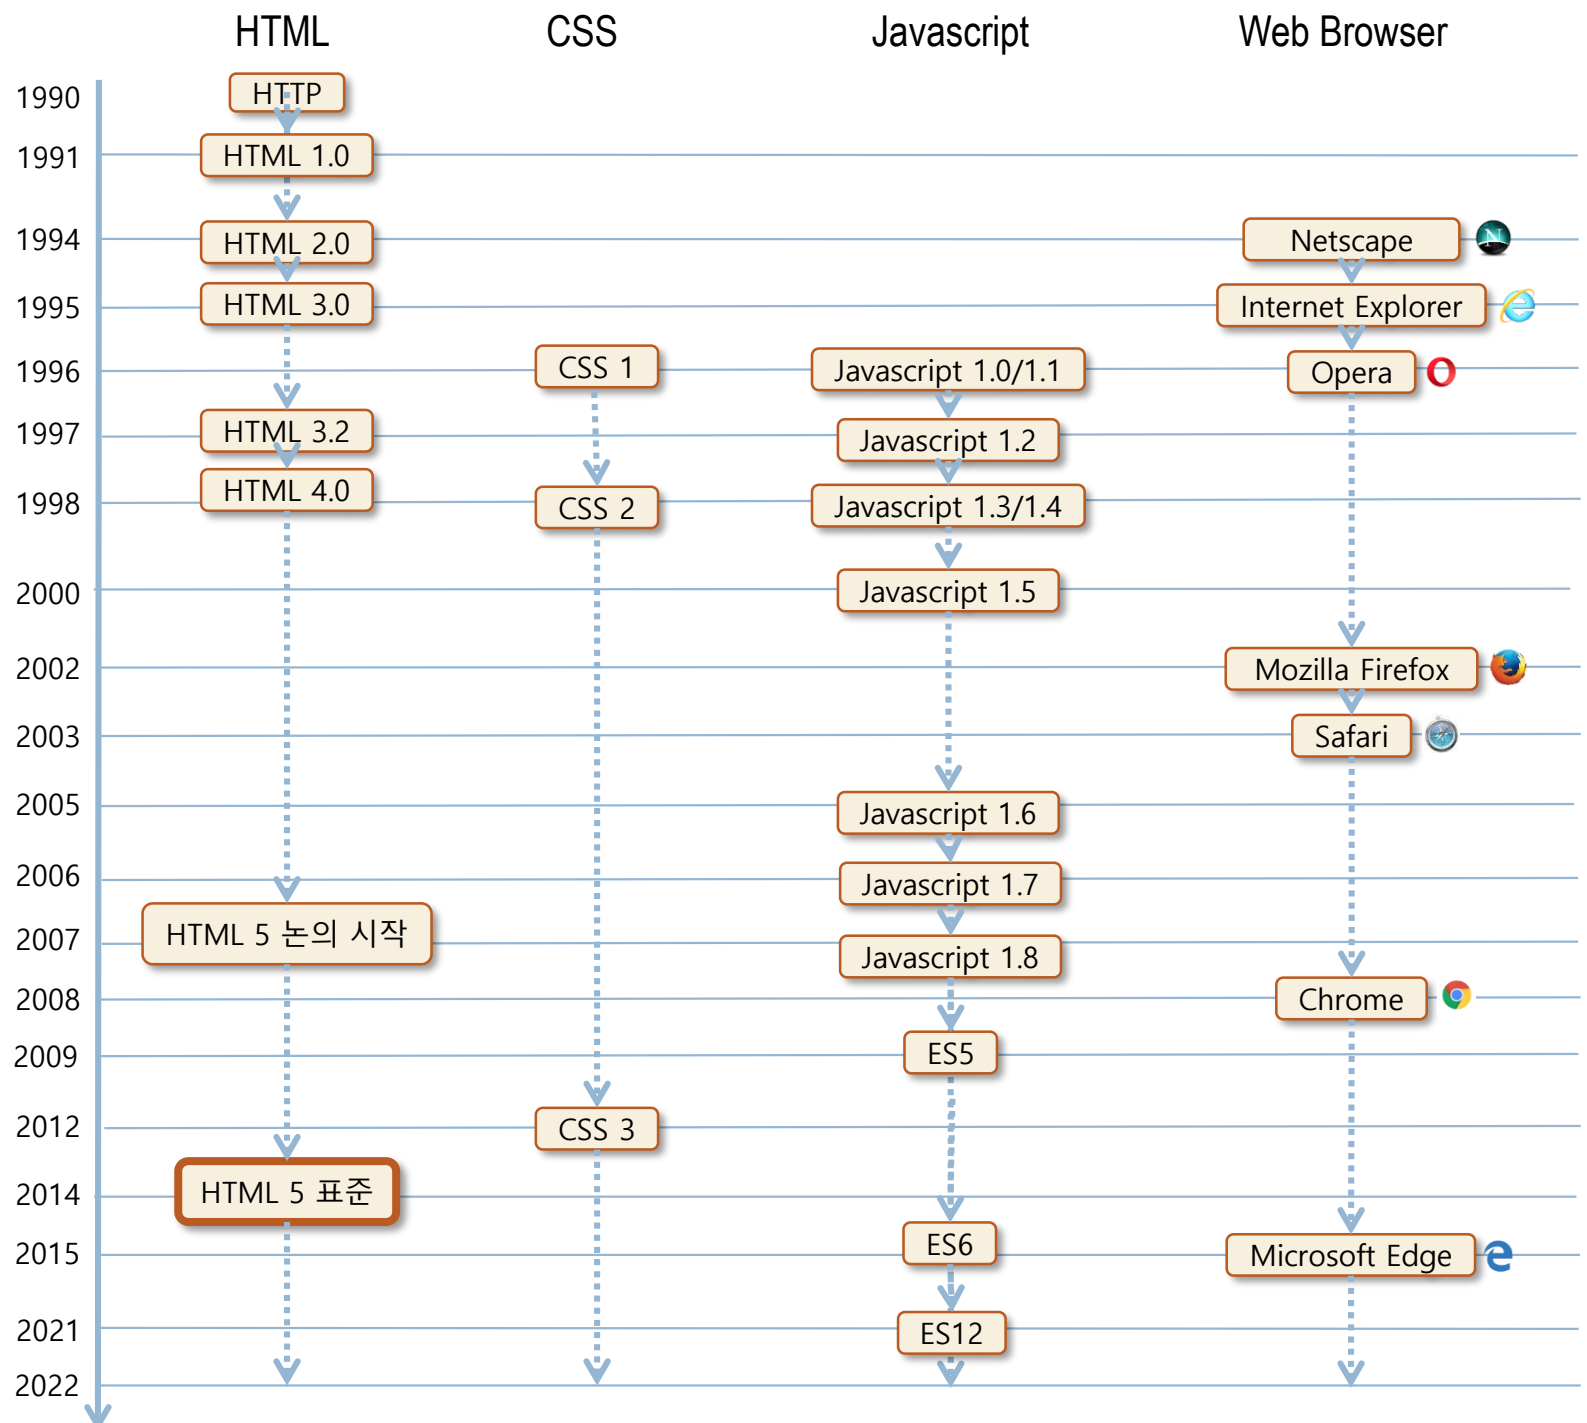 HTML CSS Javascript Web Browser
1990 HTTP
1991 HTML 1.0
1994 HTML 2.0 Netscape N
1995 HTML 3.0 Internet Explorer
1996 CSS 1 Javascript 1.0/1.1 Opera
1997 HTML 3.2 Javascript 1.2
1998 HTML 4.0 CSS 2 Javascript 1.3/1.4
2000 Javascript 1.5
2002 Mozilla Firefox
2003 Safari
2005 Javascript 1.6
2006 Javascript 1.7
2007 HTML 5 논의 시작 Javascript 1.8
2008 Chrome
2009 ES5
2012 CSS 3
2014 HTML 5 표준
2015 ES6 Microsoft Edge
2021 ES12
2022